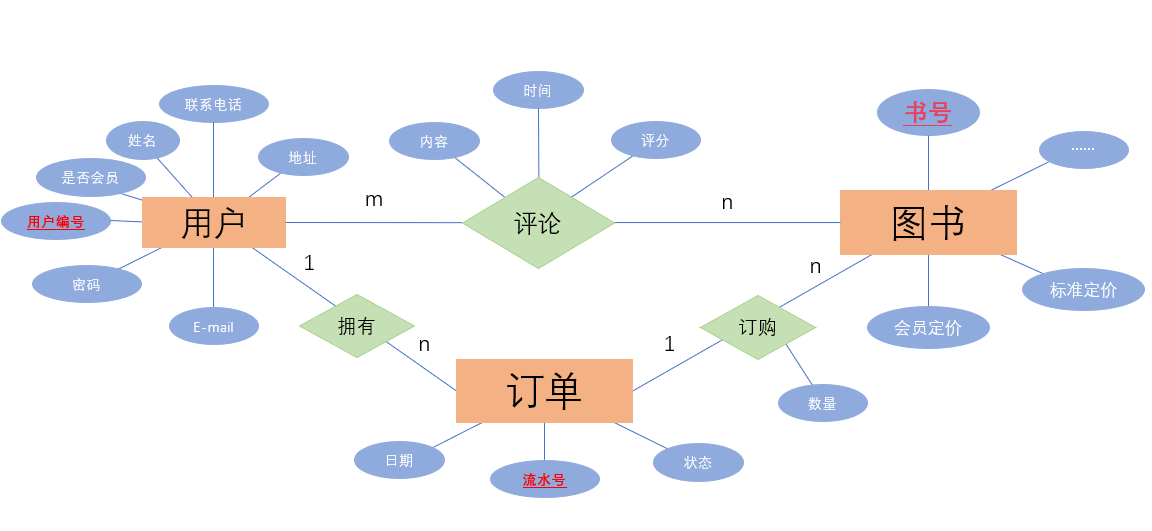 时间
联系电话
书号
内容
评分
姓名
地址
······
是否会员
m
n
用户编号
用户
评论
图书
1
n
密码
标准定价
E-mail
拥有
订购
会员定价
n
1
订单
数量
日期
流水号
状态